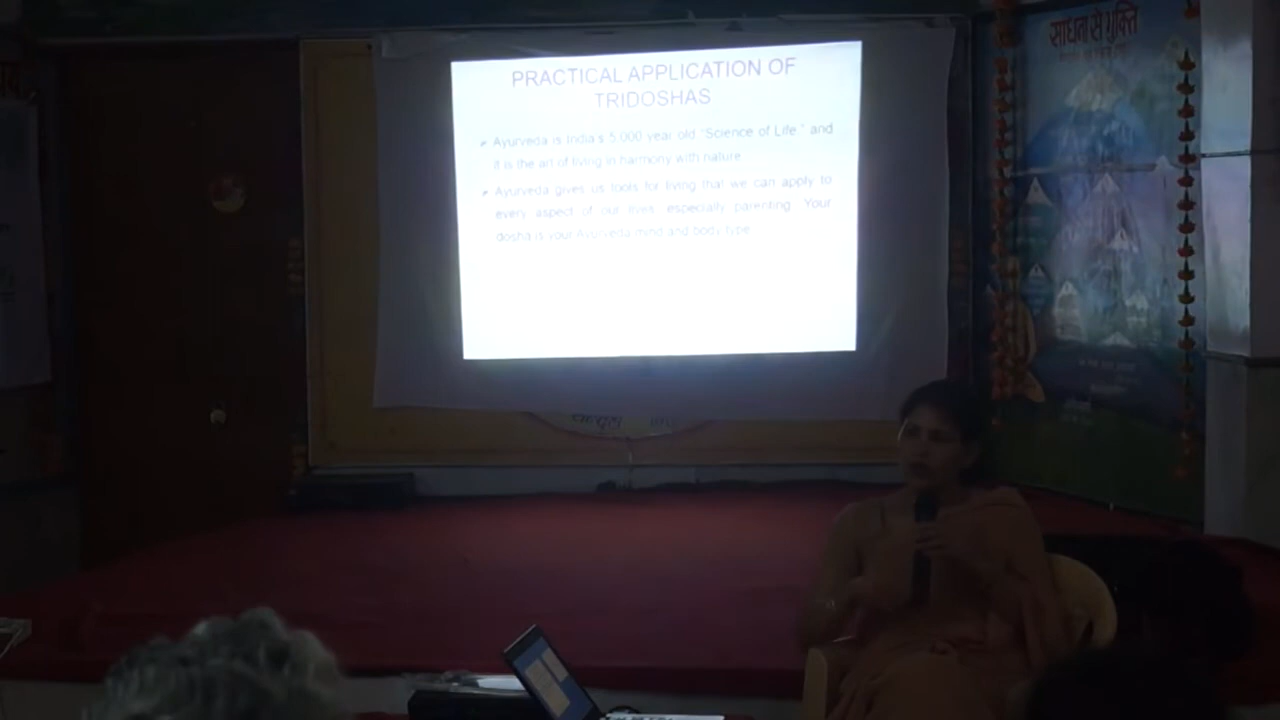 साधना से मुक्ति
PRACTICAL APPLICATION OF
TRIDOSHAS
Ayurveda is India's 5,000 year old "Science of Life." and
it is the art of living in harmony with nature.
Ayurveda gives us tools for living that we can apply to
every aspect of our lives, especially parenting. Your
dosha is your Ayurveda mind and body type.